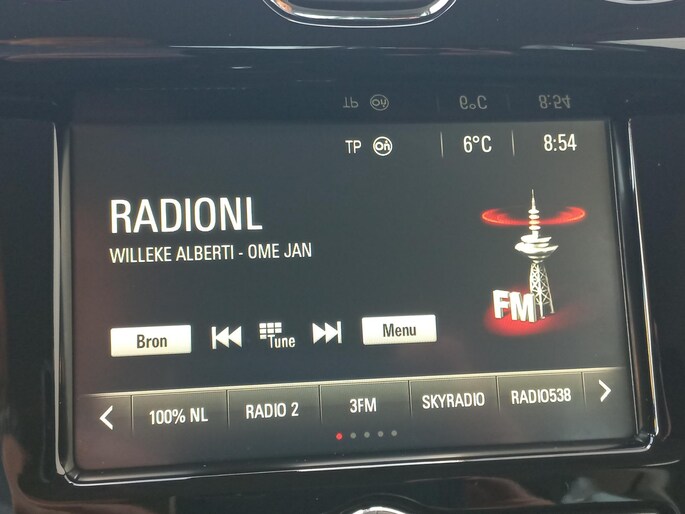 TP On 6°C 8:54
RADIONL
WILLEKE ALBERTI - OME JAN
FM
Bron Tune Menu
100% NL RADIO 2 3FM SKYRADIO RADIO538